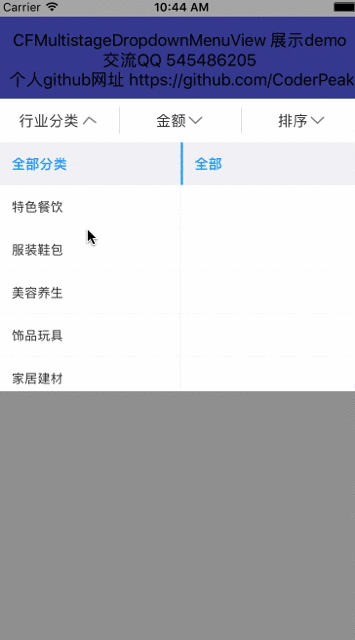 Carrier 10:44 AM
CFMultistageDropdownMenuView 展示demo
交流QQ 545486205
个人github网址 https://github.com/CoderPeak
行业分类 金额 排序
全部分类 全部
特色餐饮
服装鞋包
美容养生
饰品玩具
家居建材